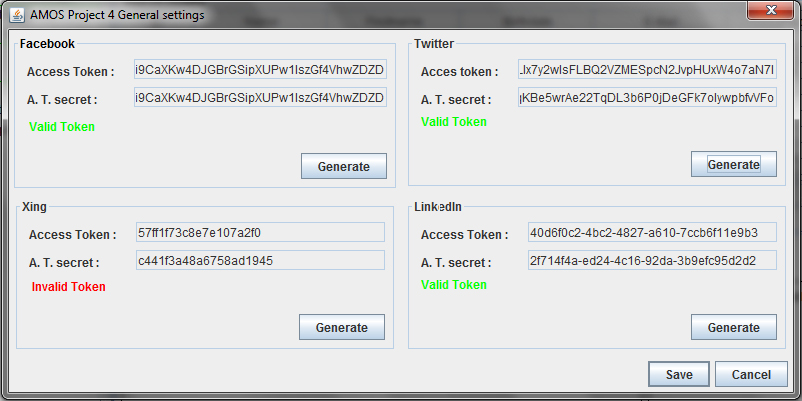 AMOS Project 4 General settings
Facebook
Access Token :
i9CaXKw4DJGBrGSipXUPw1IszGf4VhwZDZD
A. T. secret :
i9CaXKw4DJGBrGSipXUPw1IszGf4VhwZDZD
Valid Token
Generate
Twitter
Acces token :
A. T. secret :
Valid Token
Generate
Xing
Access Token :
57ff1f73c8e7e107a2f0
A. T. secret :
c441f3a48a6758ad1945
Invalid Token
Generate
LinkedIn
Access Token :
40d6f0c2-4bc2-4827-a610-7ccb6f11e9b3
A. T. secret :
2f714f4a-ed24-4c16-92da-3b9efc95d2d2
Valid Token
Generate
Save
Cancel